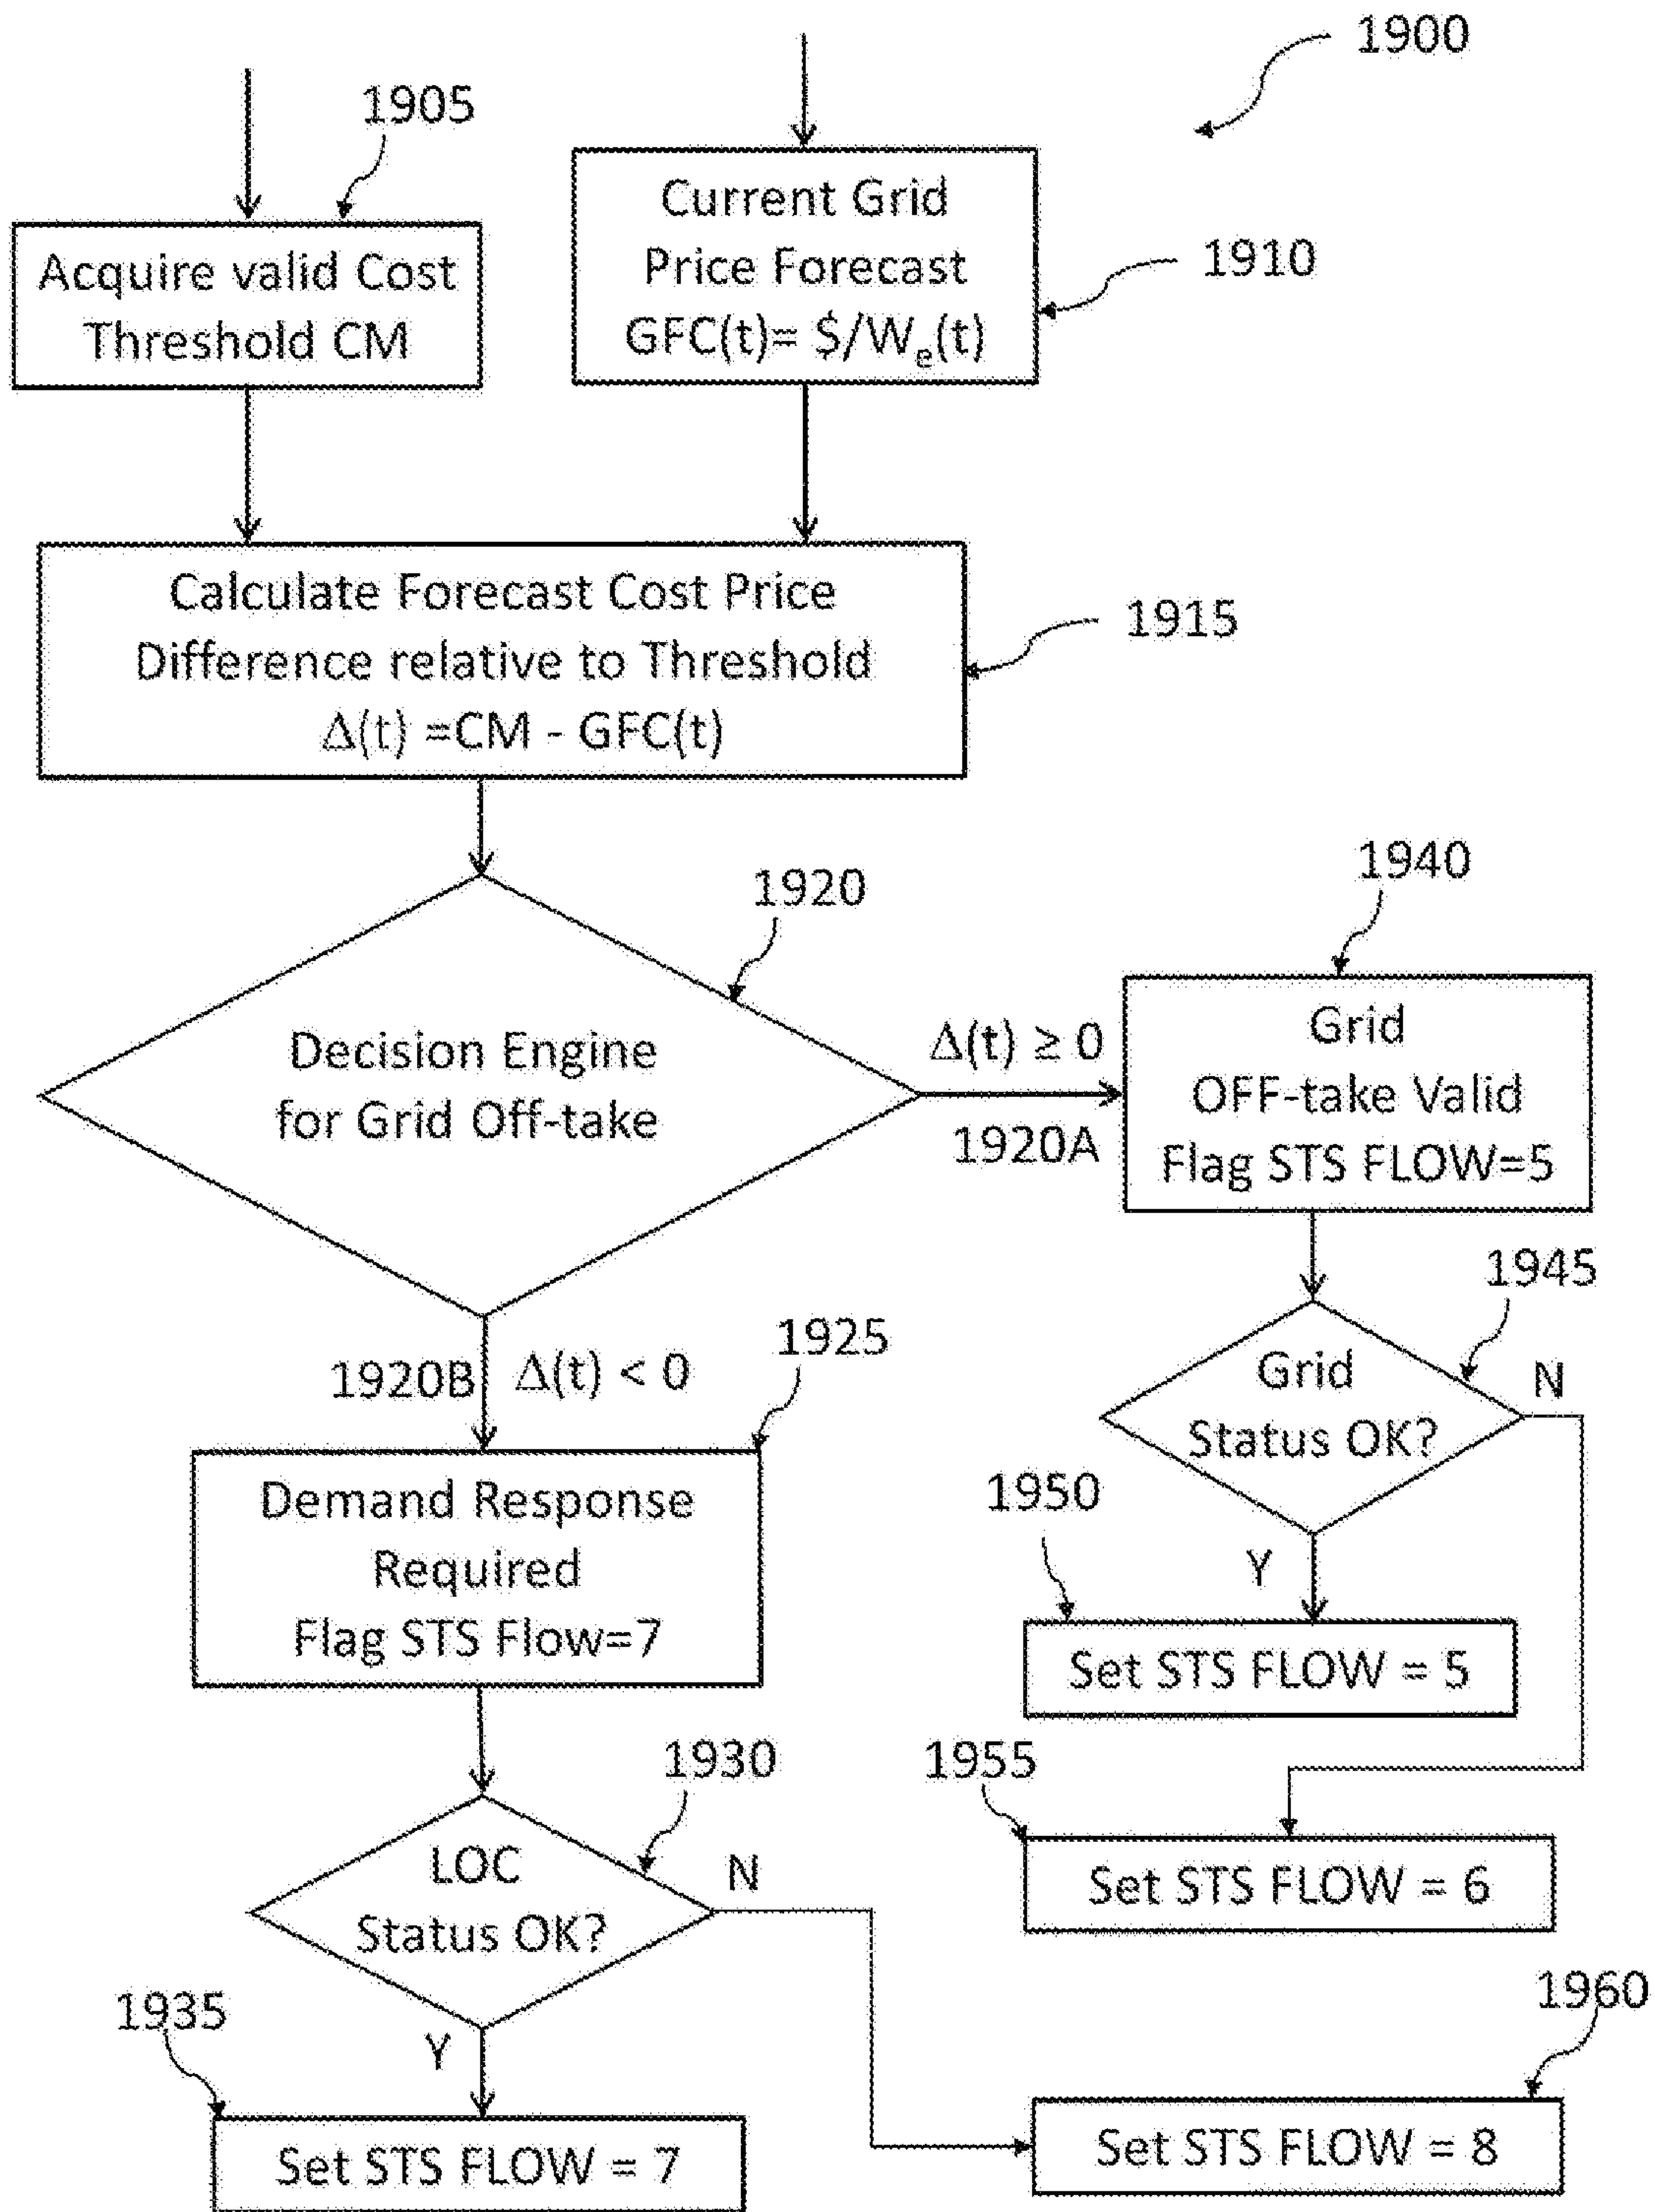 1900
1905
Current Grid
Price Forecast
GFC(t)= $/Wₑ(t)
1910
Acquire valid Cost
Threshold CM
Calculate Forecast Cost Price
Difference relative to Threshold
Δ(t) =CM - GFC(t)
1915
1920
Decision Engine
for Grid Off-take
Δ(t) ≥ 0
1920A
1940
Grid
OFF-take Valid
Flag STS FLOW=5
1920B
Δ(t) < 0
1925
Demand Response
Required
Flag STS Flow=7
1945
Grid
Status OK?
N
Y
1950
Set STS FLOW = 5
1955
Set STS FLOW = 6
1930
LOC
Status OK?
N
Y
1935
Set STS FLOW = 7
1960
Set STS FLOW = 8